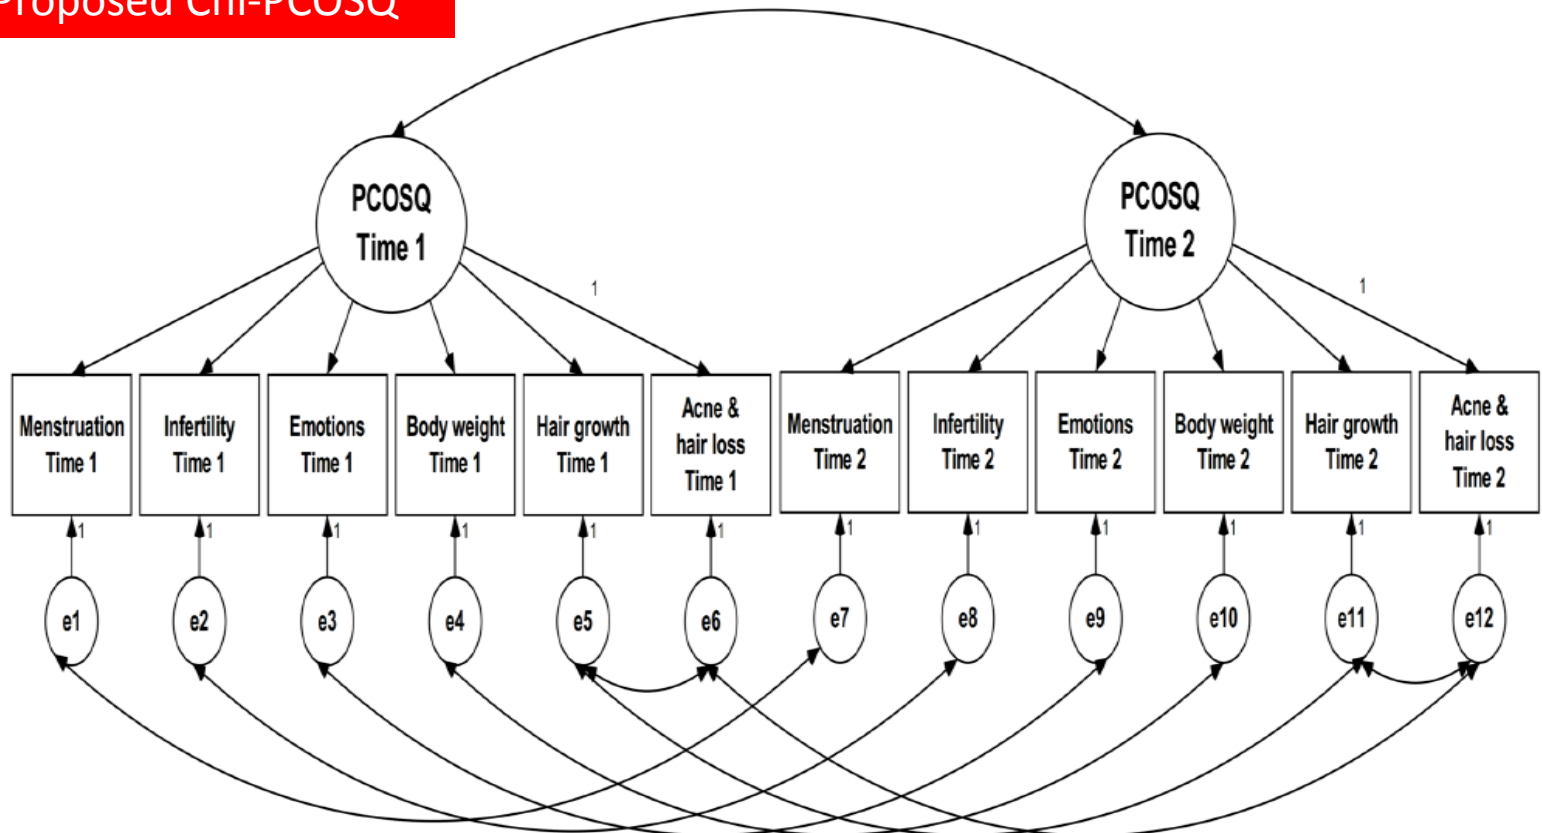 Proposed Chi-PCOSQ
PCOSQ
Time 1
PCOSQ
Time 2
1
1
Menstruation
Time 1
Infertility
Time 1
Emotions
Time 1
Body weight
Time 1
Hair growth
Time 1
Acne &
hair loss
Time 1
Menstruation
Time 2
Infertility
Time 2
Emotions
Time 2
Body weight
Time 2
Hair growth
Time 2
Acne &
hair loss
Time 2
1
1
1
1
1
1
1
1
1
1
1
1
e1
e2
e3
e4
e5
e6
e7
e8
e9
e10
e11
e12